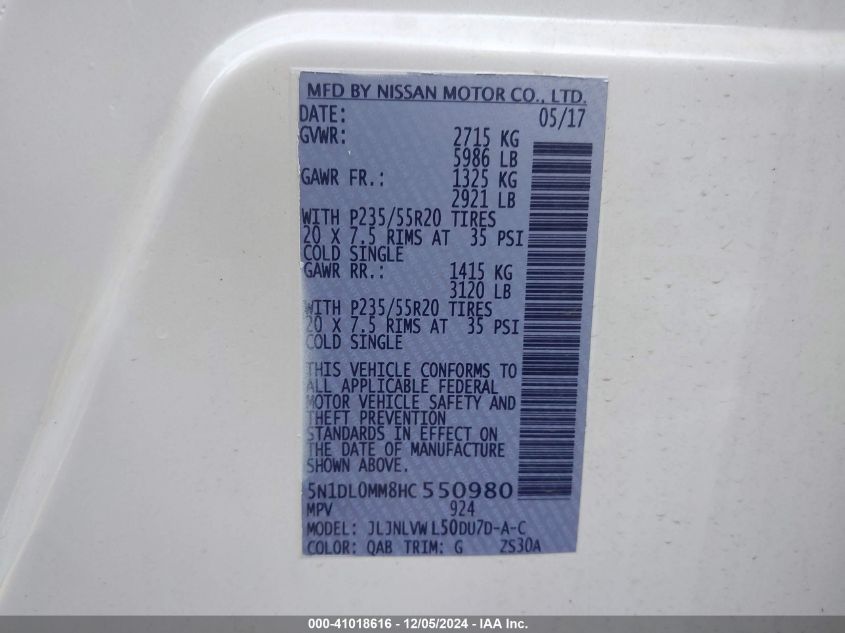 MFD BY NISSAN MOTOR CO., LTD.
DATE: 05/17
GVWR: 2715 KG
5986 LB
GAWR FR.: 1325 KG
2921 LB
WITH P235/55R20 TIRES
20 X 7.5 RIMS AT 35 PSI
COLD SINGLE
GAWR RR.: 1415 KG
3120 LB
WITH P235/55R20 TIRES
20 X 7.5 RIMS AT 35 PSI
COLD SINGLE
THIS VEHICLE CONFORMS TO
ALL APPLICABLE FEDERAL
MOTOR VEHICLE SAFETY AND
THEFT PREVENTION
STANDARDS IN EFFECT ON
THE DATE OF MANUFACTURE
SHOWN ABOVE.
5N1DL0MM8HC550980
MPV 924
MODEL: JLJNLVWL50DU7D-A-C
COLOR: QAB TRIM: G ZS30A
000-41018616 - 12/05/2024 - IAA Inc.